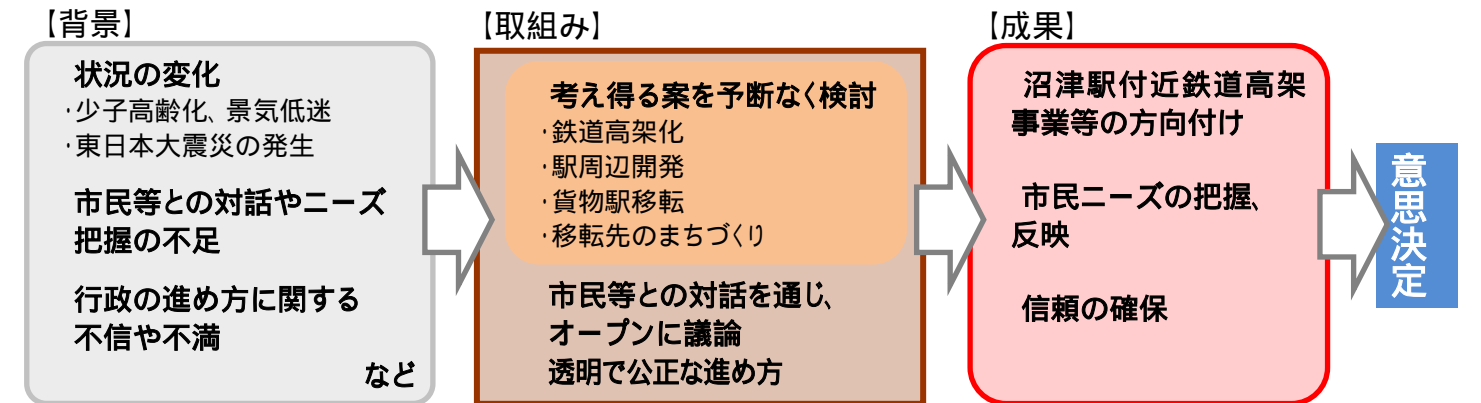 【背景】
状況の変化
・少子高齢化、景気低迷
・東日本大震災の発生
市民等との対話やニーズ
把握の不足
行政の進め方に関する
不信や不満
など
【取組み】
考え得る案を予断なく検討
・鉄道高架化
・駅周辺開発
・貨物駅移転
・移転先のまちづくり
市民等との対話を通じ、
オープンに議論
透明で公正な進め方
【成果】
沼津駅付近鉄道高架
事業等の方向付け
市民ニーズの把握、
反映
信頼の確保
意思決定